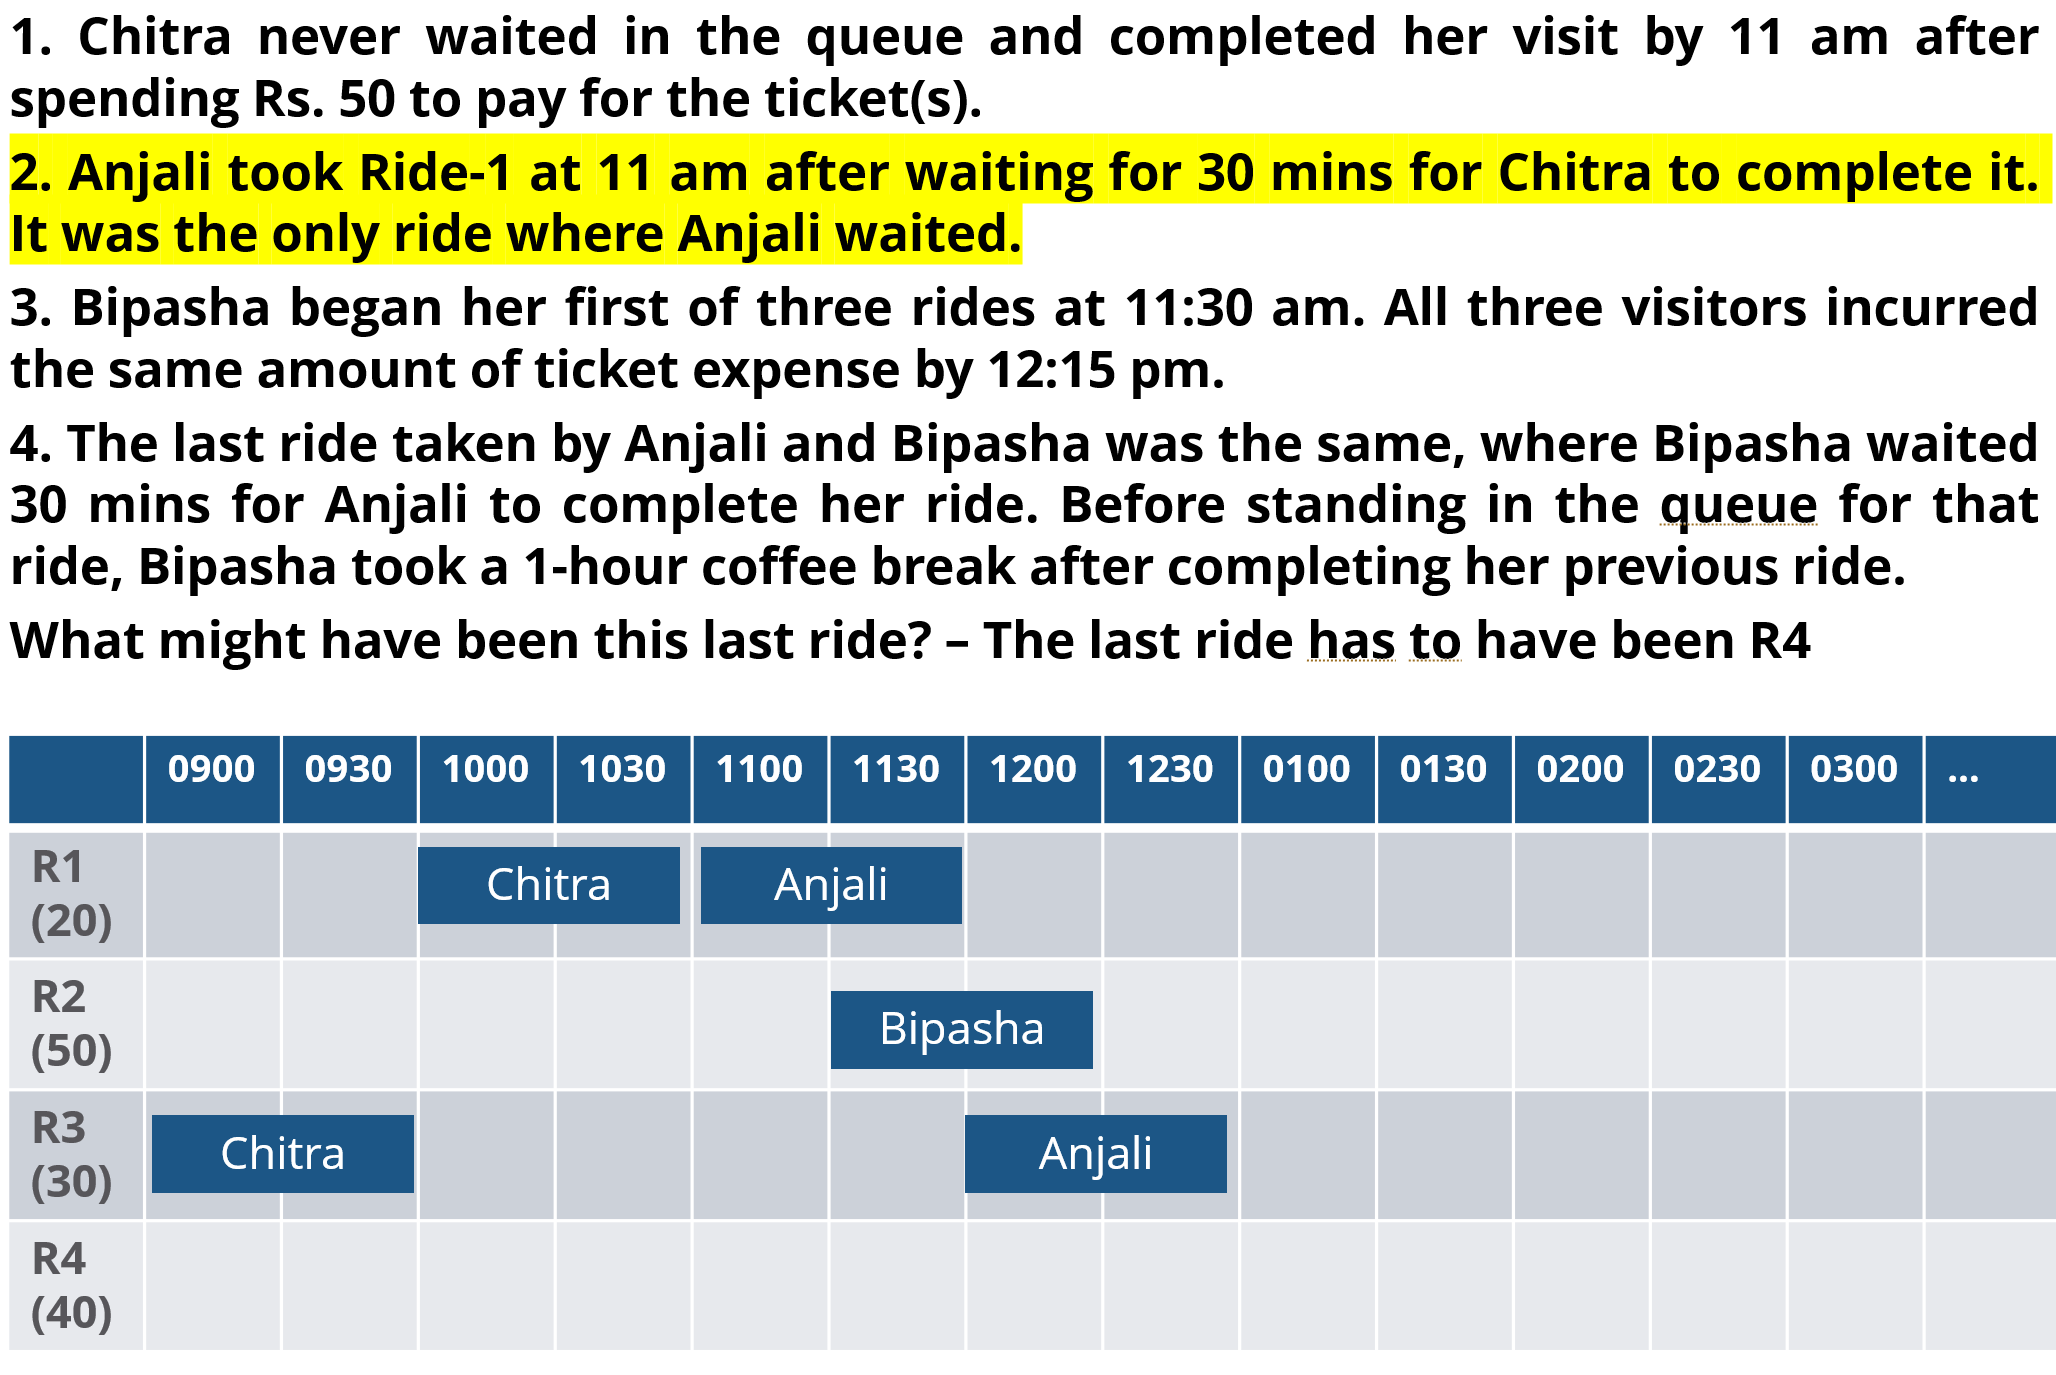 1. Chitra never waited in the queue and completed her visit by 11 am after
spending Rs. 50 to pay for the ticket(s).
2. Anjali took Ride-1 at 11 am after waiting for 30 mins for Chitra to complete it.
It was the only ride where Anjali waited.
3. Bipasha began her first of three rides at 11:30 am. All three visitors incurred
the same amount of ticket expense by 12:15 pm.
4. The last ride taken by Anjali and Bipasha was the same, where Bipasha waited
30 mins for Anjali to complete her ride. Before standing in the queue for that
ride, Bipasha took a 1-hour coffee break after completing her previous ride.
What might have been this last ride? – The last ride has to have been R4
0900 0930 1000 1030 1100 1130 1200 1230 0100 0130 0200 0230 0300 ...
R1
(20)
Chitra Anjali
R2
(50)
Bipasha
R3
(30)
Chitra Anjali
R4
(40)